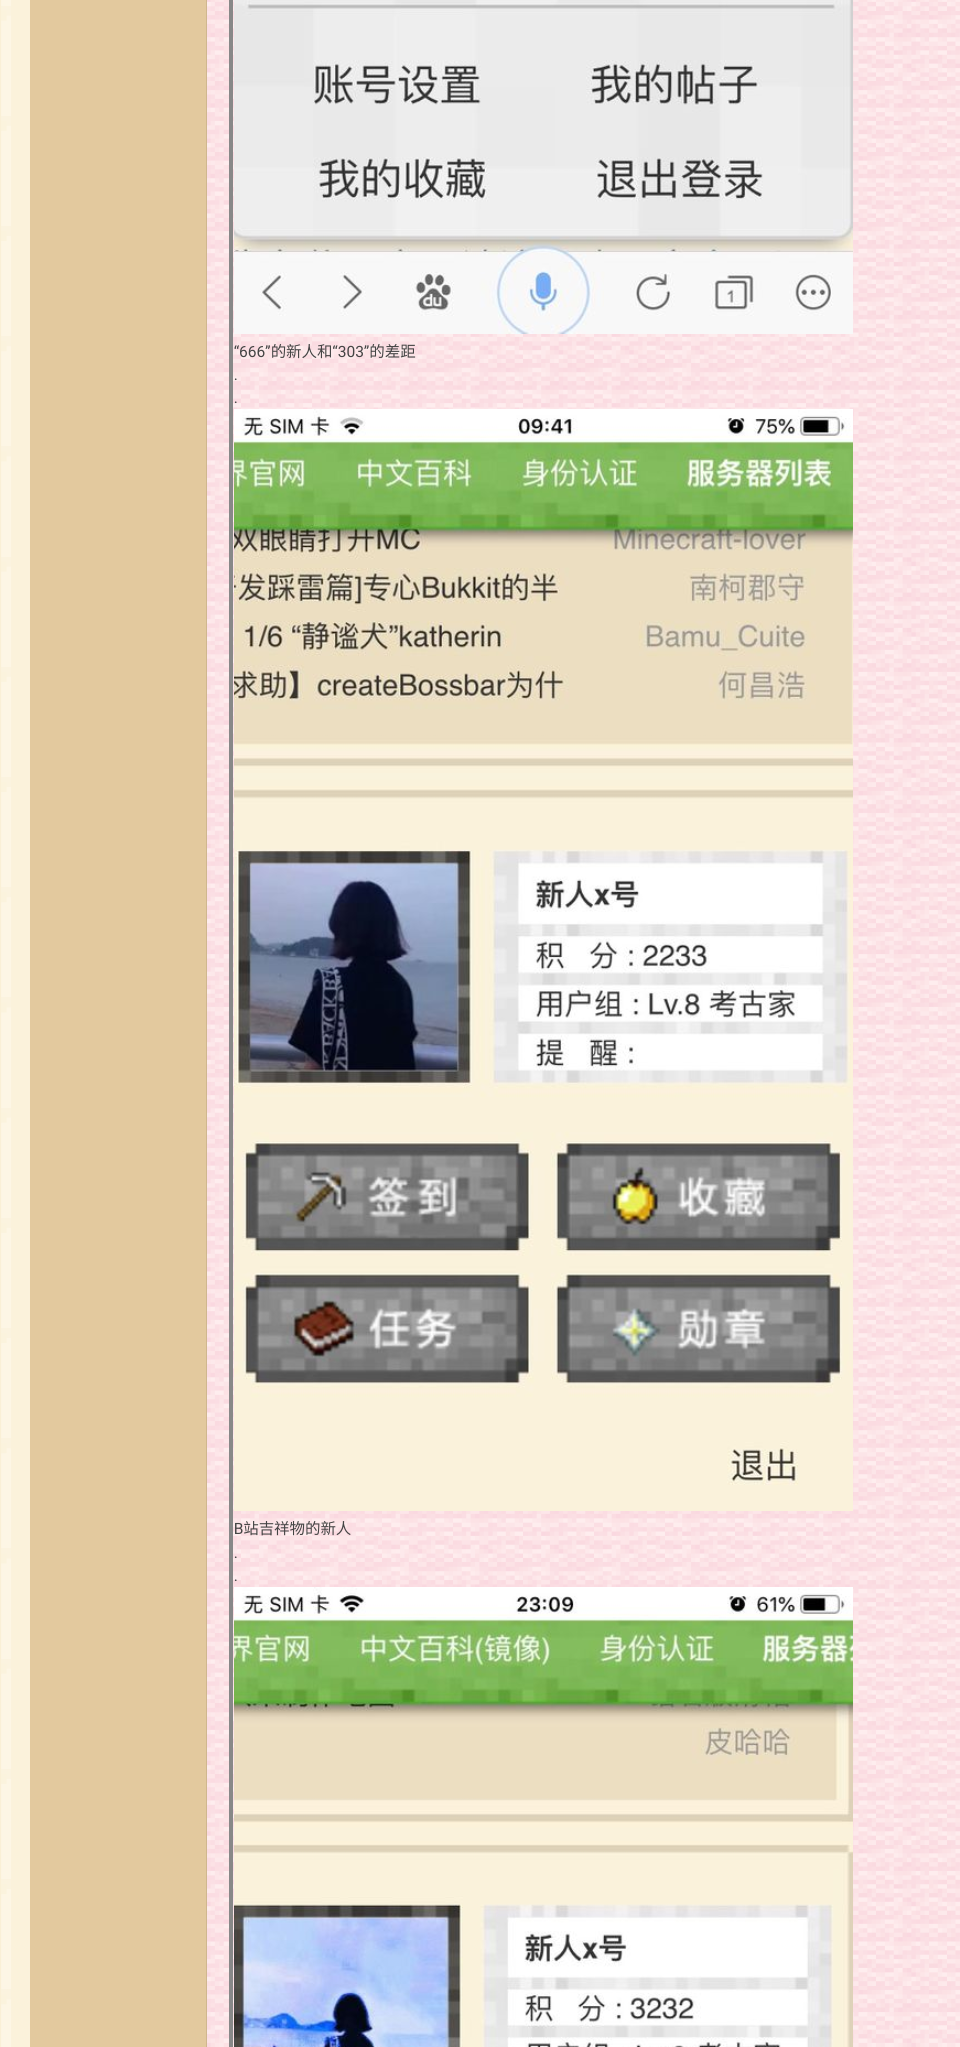 账号设置 我的帖子
我的收藏 退出登录
du 1
“666”的新人和“303”的差距
.
.
无 SIM 卡 09:41 75%
界官网 中文百科 身份认证 服务器列表
双眼睛打开MC Minecraft-lover
发踩雷篇]专心Bukkit的半 南柯郡守
1/6 “静谧犬”katherin Bamu_Cuite
求助】createBossbar为什 何昌浩
新人x号
积 分 : 2233
用户组 : Lv.8 考古家
提 醒 :
签到 收藏
任务 勋章
退出
B站吉祥物的新人
.
.
无 SIM 卡 23:09 61%
界官网 中文百科(镜像) 身份认证 服务器
皮哈哈
新人x号
积 分 : 3232